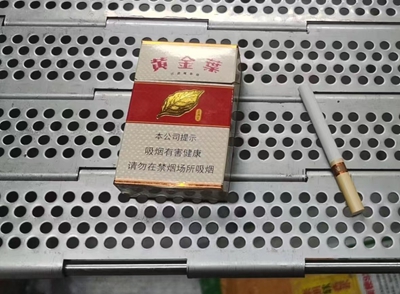 黄金葉
本公司提示
吸烟有害健康
请勿在禁烟场所吸烟